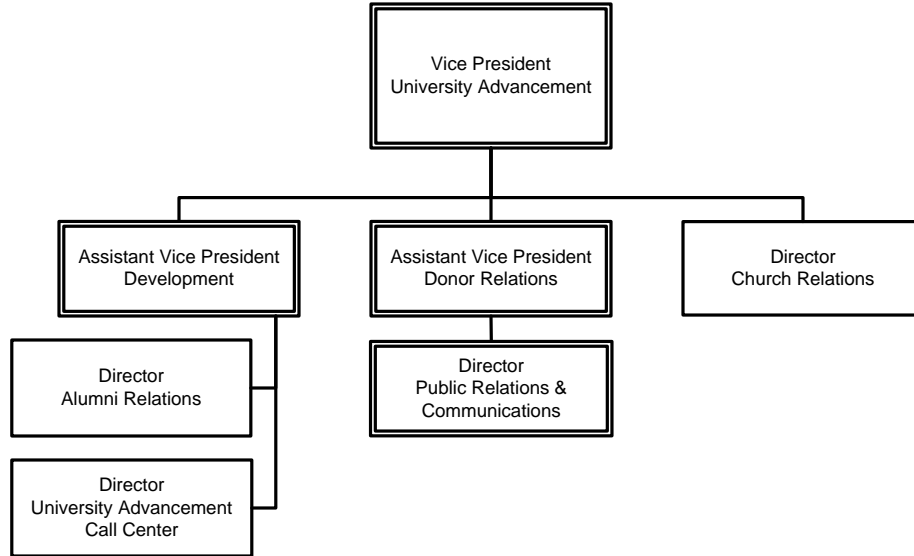 Vice President
University Advancement
Assistant Vice President
Development
Assistant Vice President
Donor Relations
Director
Church Relations
Director
Alumni Relations
Director
Public Relations &
Communications
Director
University Advancement
Call Center